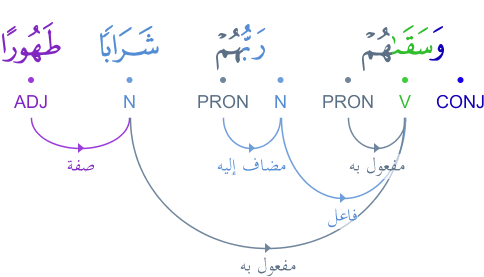 وَسَقَىٰهُمْ رَبُّهُمْ شَرَابًا طَهُورًا
CONJ V PRON N PRON N ADJ
صفة مضاف إليه مفعول به
فاعل
مفعول به